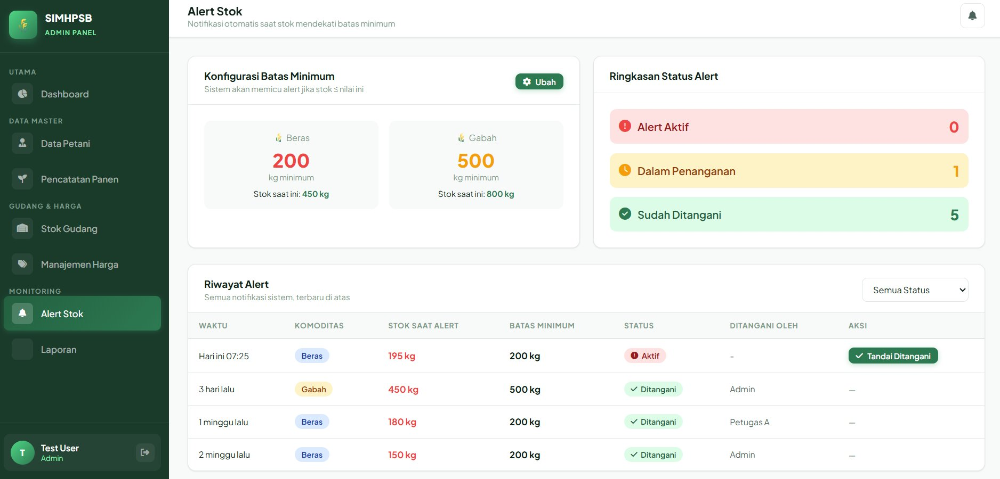 SIMHPSB
ADMIN PANEL
UTAMA
Dashboard
DATA MASTER
Data Petani
Pencatatan Panen
GUDANG & HARGA
Stok Gudang
Manajemen Harga
MONITORING
Alert Stok
Laporan
T
Test User
Admin
Alert Stok
Notifikasi otomatis saat stok mendekati batas minimum
Konfigurasi Batas Minimum
Sistem akan memicu alert jika stok ≤ nilai ini
Ubah
Beras
200
kg minimum
Stok saat ini: 450 kg
Gabah
500
kg minimum
Stok saat ini: 800 kg
Ringkasan Status Alert
Alert Aktif 0
Dalam Penanganan 1
Sudah Ditangani 5
Riwayat Alert
Semua notifikasi sistem, terbaru di atas
Semua Status
WAKTU KOMODITAS STOK SAAT ALERT BATAS MINIMUM STATUS DITANGANI OLEH AKSI
Hari ini 07:25 Beras 195 kg 200 kg Aktif - Tandai Ditangani
3 hari lalu Gabah 450 kg 500 kg Ditangani Admin —
1 minggu lalu Beras 180 kg 200 kg Ditangani Petugas A —
2 minggu lalu Beras 150 kg 200 kg Ditangani Admin —